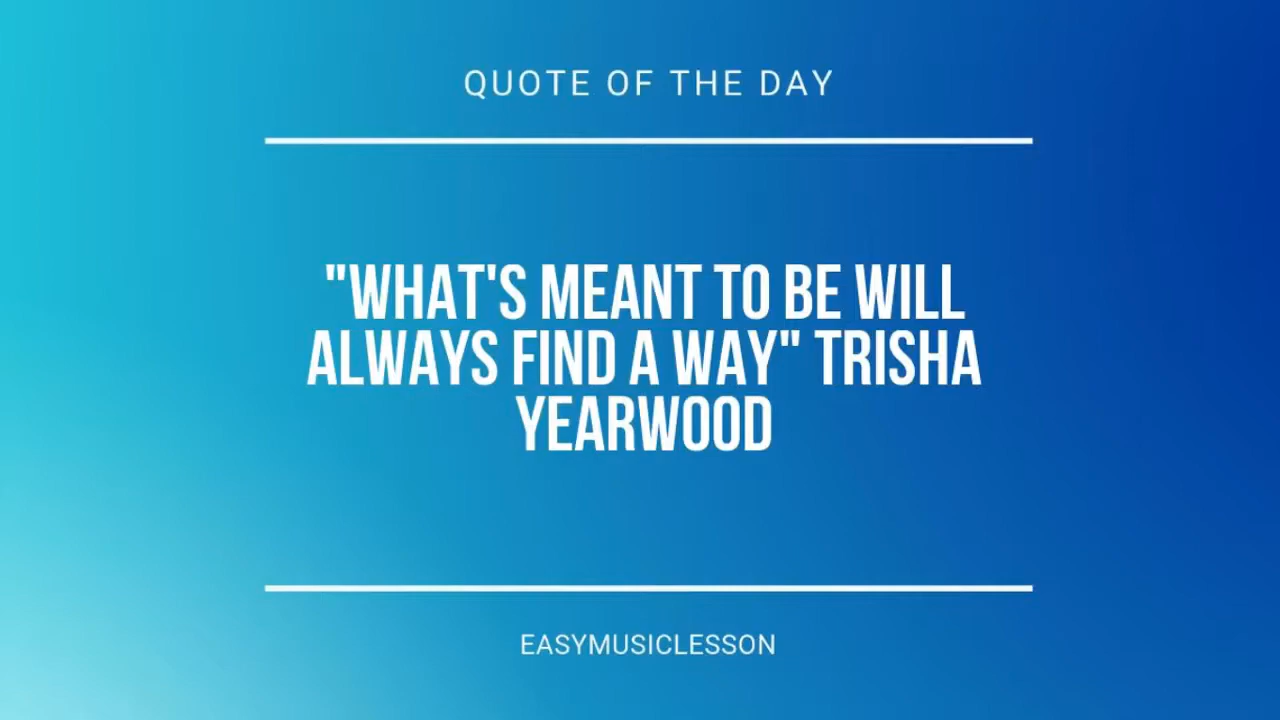 QUOTE OF THE DAY
"WHAT'S MEANT TO BE WILL
ALWAYS FIND A WAY" TRISHA
YEARWOOD
EASYMUSICLESSON